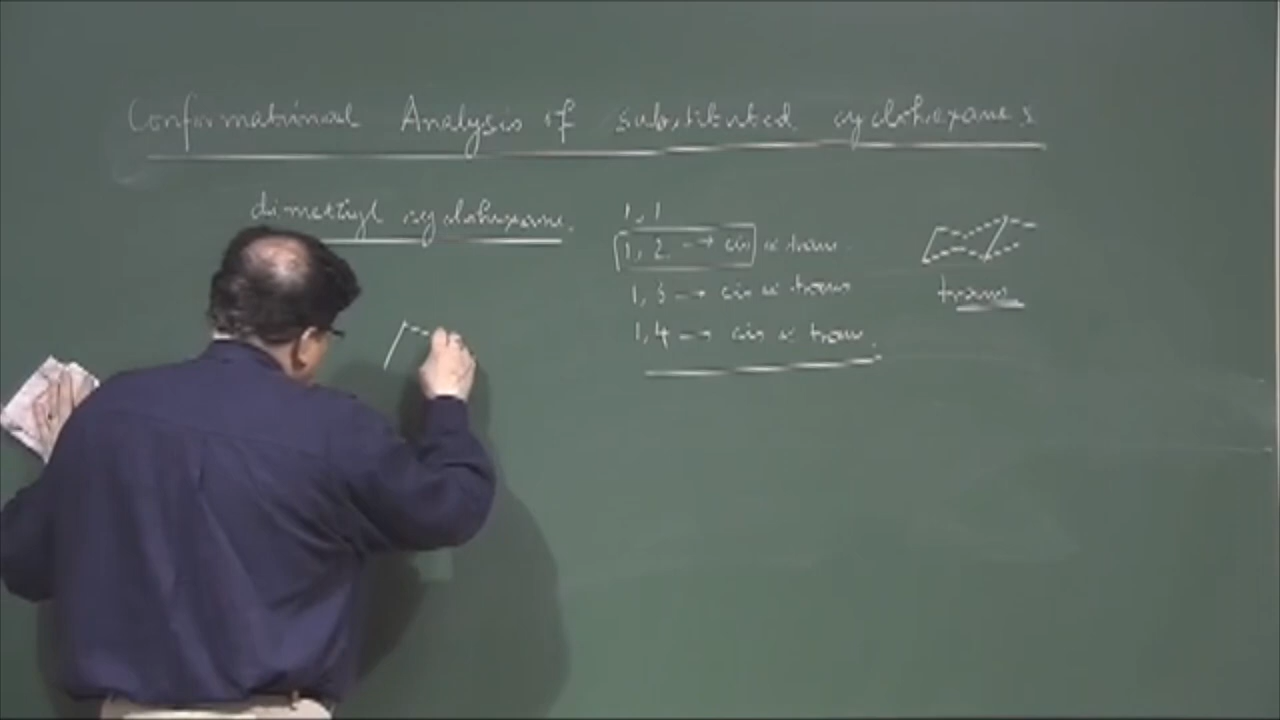 Conformational Analysis of substituted cyclohexanes
dimethyl cyclohexane.
1,1
1,2 → cis & trans
1,3 → cis & trans
1,4 → cis & trans.
trans